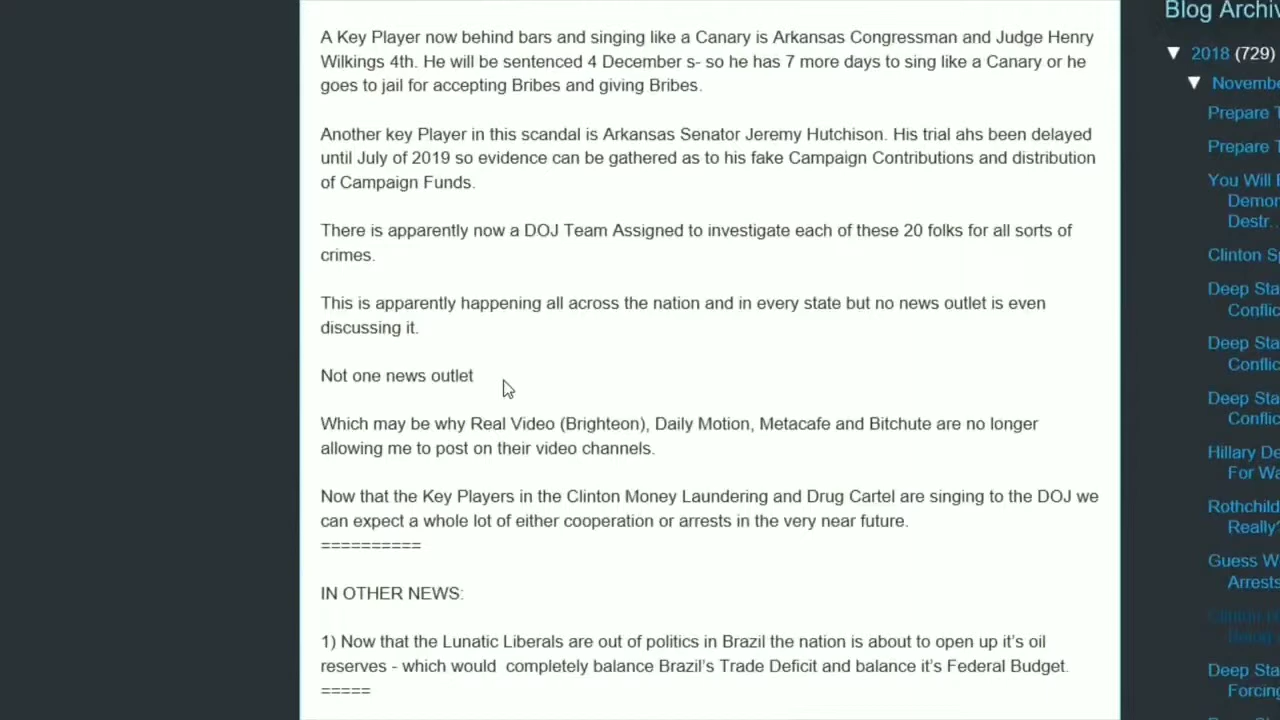 A Key Player now behind bars and singing like a Canary is Arkansas Congressman and Judge Henry
Wilkings 4th. He will be sentenced 4 December s- so he has 7 more days to sing like a Canary or he
goes to jail for accepting Bribes and giving Bribes.
Another key Player in this scandal is Arkansas Senator Jeremy Hutchison. His trial ahs been delayed
until July of 2019 so evidence can be gathered as to his fake Campaign Contributions and distribution
of Campaign Funds.
There is apparently now a DOJ Team Assigned to investigate each of these 20 folks for all sorts of
crimes.
This is apparently happening all across the nation and in every state but no news outlet is even
discussing it.
Not one news outlet
Which may be why Real Video (Brighteon), Daily Motion, Metacafe and Bitchute are no longer
allowing me to post on their video channels.
Now that the Key Players in the Clinton Money Laundering and Drug Cartel are singing to the DOJ we
can expect a whole lot of either cooperation or arrests in the very near future.
==========
IN OTHER NEWS:
1) Now that the Lunatic Liberals are out of politics in Brazil the nation is about to open up it's oil
reserves - which would completely balance Brazil's Trade Deficit and balance it's Federal Budget.
=====
Blog Archiv
▼ 2018 (729)
▼ Novembe
Prepare T
Prepare T
You Will
Demor
Destr..
Clinton S
Deep Sta
Conflic
Deep Sta
Conflic
Deep Sta
Conflic
Hillary De
For Wa
Rothchild
Really?
Guess W
Arrests
Deep Sta
Forcing